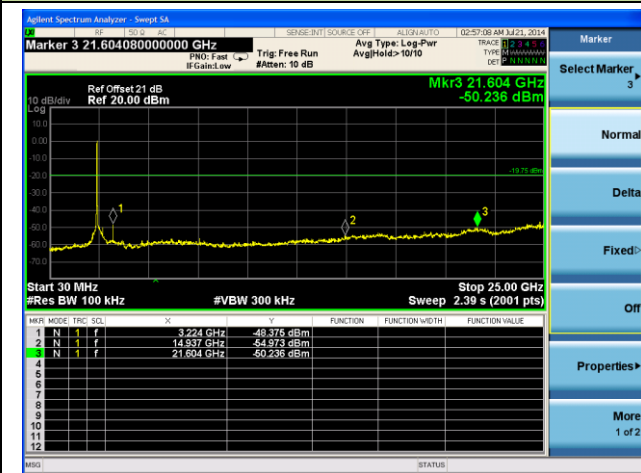 Agilent Spectrum Analyzer - Swept SA
RF 50 Ω AC SENSE:INT SOURCE OFF ALIGN AUTO 02:57:08 AM Jul 21, 2014
Marker 3 21.604080000000 GHz
PNO: Fast
IFGain:Low
Trig: Free Run
#Atten: 10 dB
Avg Type: Log-Pwr
Avg|Hold>10/10
TRACE 1 2 3 4 5 6
TYPE M
DET P N N N N N
Ref Offset 21 dB
Ref 20.00 dBm
10 dB/div
Log
Mkr3 21.604 GHz
-50.236 dBm
10.0
0.00
-10.0
-19.75 dBm
-20.0
-30.0
-40.0
-50.0
-60.0
-70.0
1
2
3
Start 30 MHz
#Res BW 100 kHz
#VBW 300 kHz
Stop 25.00 GHz
Sweep 2.39 s (2001 pts)
MKR MODE TRC SCL X Y FUNCTION FUNCTION WIDTH FUNCTION VALUE
1 N 1 f 3.224 GHz -48.375 dBm
2 N 1 f 14.937 GHz -54.973 dBm
3 N 1 f 21.604 GHz -50.236 dBm
4
5
6
7
8
9
10
11
12
MSG STATUS
Marker
Select Marker
3
Normal
Delta
Fixed
Off
Properties
More
1 of 2